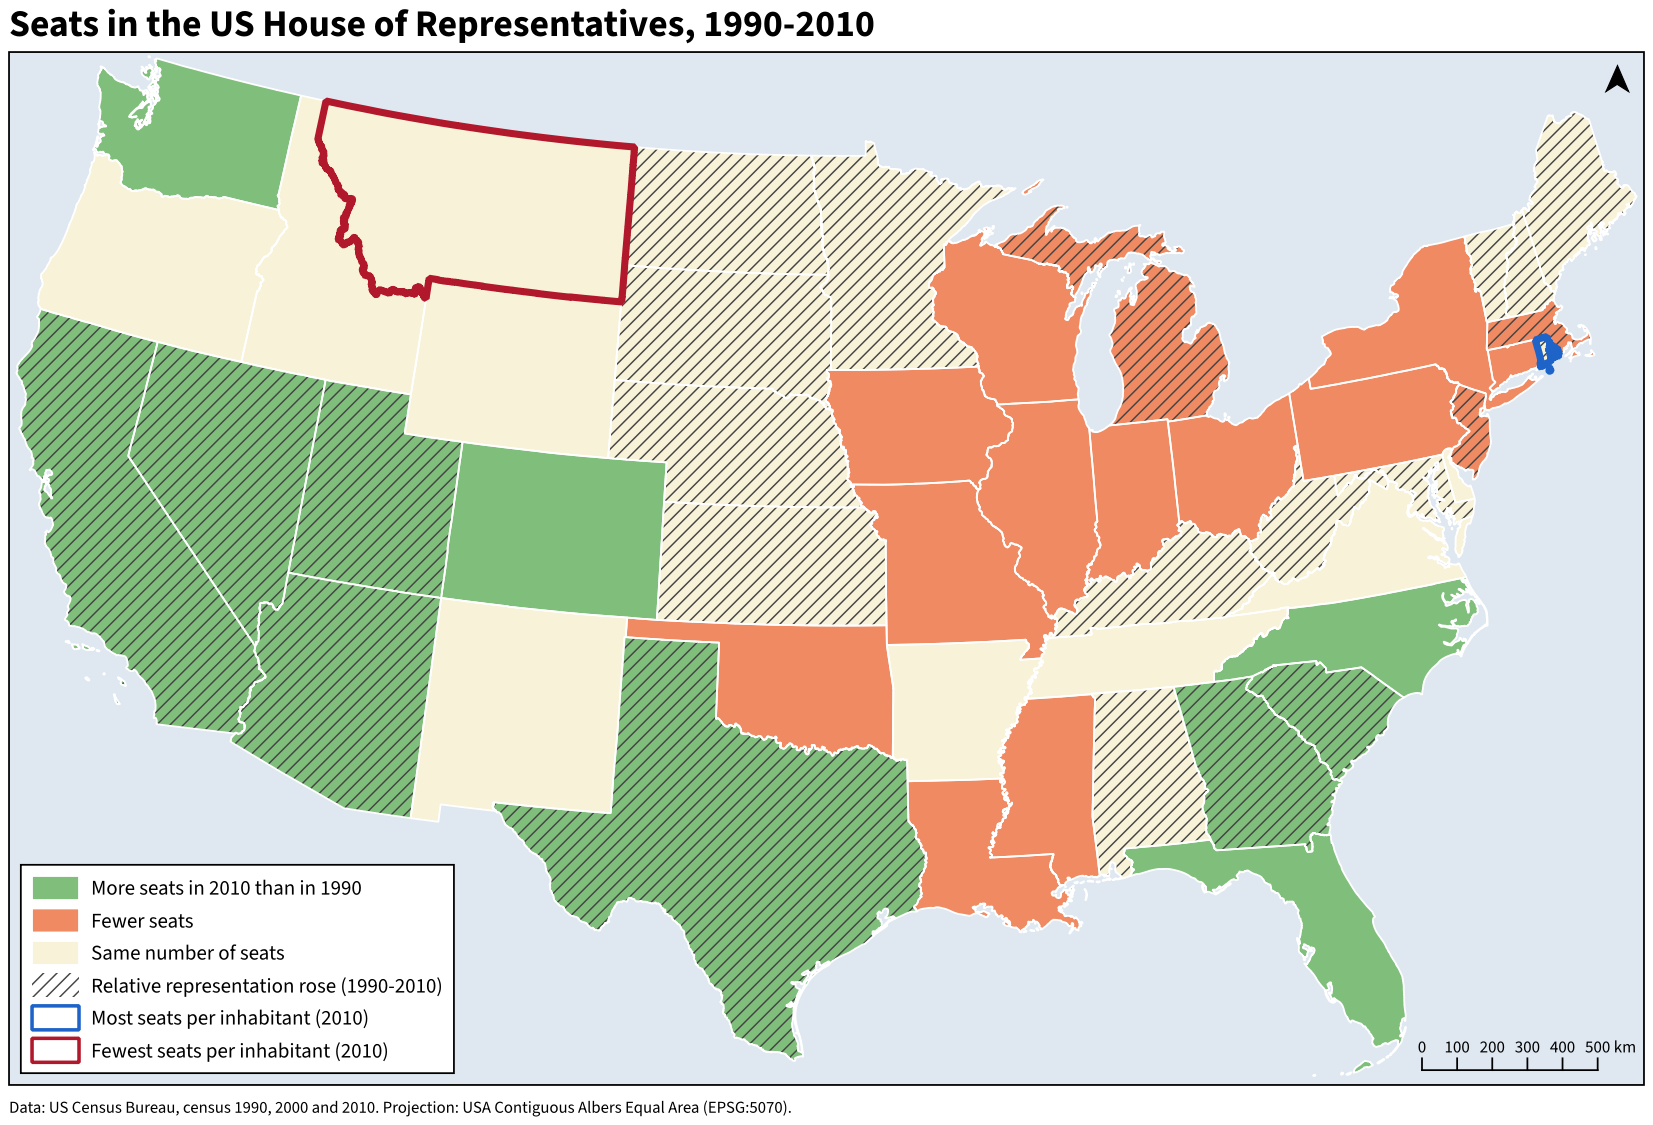 Seats in the US House of Representatives, 1990-2010
More seats in 2010 than in 1990
Fewer seats
Same number of seats
Relative representation rose (1990-2010)
Most seats per inhabitant (2010)
Fewest seats per inhabitant (2010)
0 100 200 300 400 500 km
Data: US Census Bureau, census 1990, 2000 and 2010. Projection: USA Contiguous Albers Equal Area (EPSG:5070).